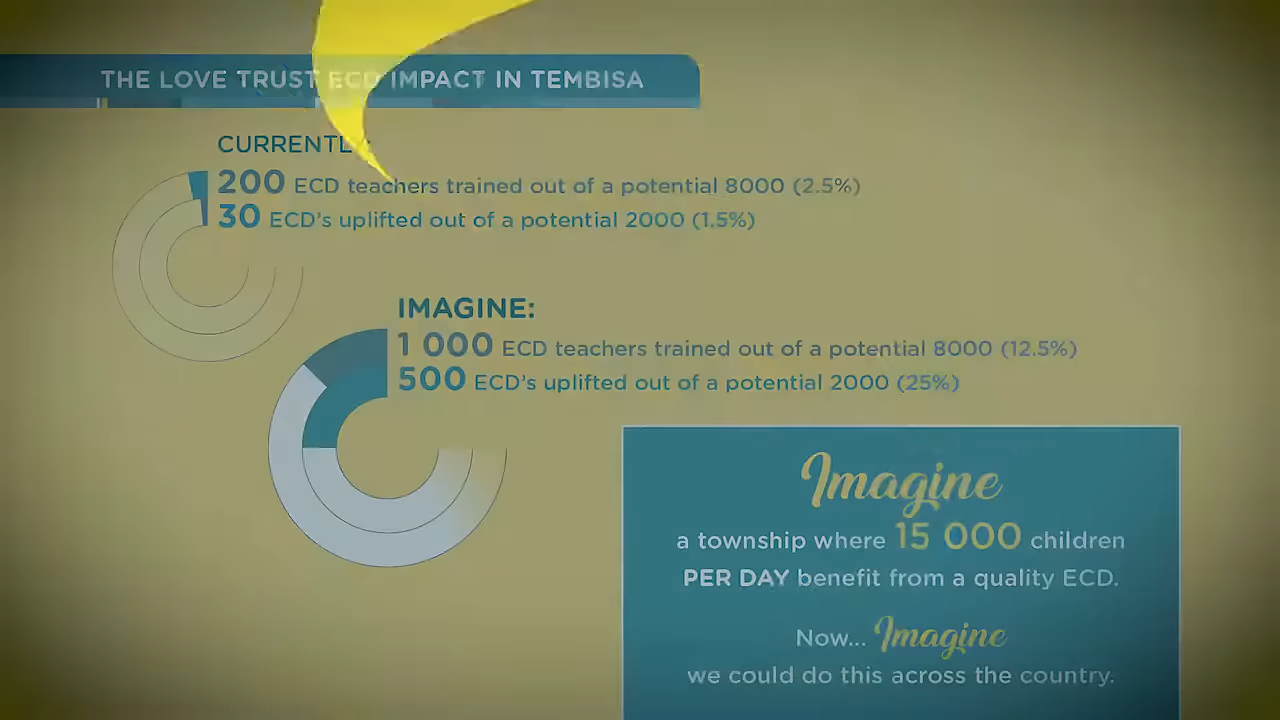 THE LOVE TRUST ECD IMPACT IN TEMBISA
CURRENTLY:
200 ECD teachers trained out of a potential 8000 (2.5%)
30 ECD's uplifted out of a potential 2000 (1.5%)
IMAGINE:
1 000 ECD teachers trained out of a potential 8000 (12.5%)
500 ECD's uplifted out of a potential 2000 (25%)
Imagine
a township where 15 000 children
PER DAY benefit from a quality ECD.
Now... Imagine
we could do this across the country.